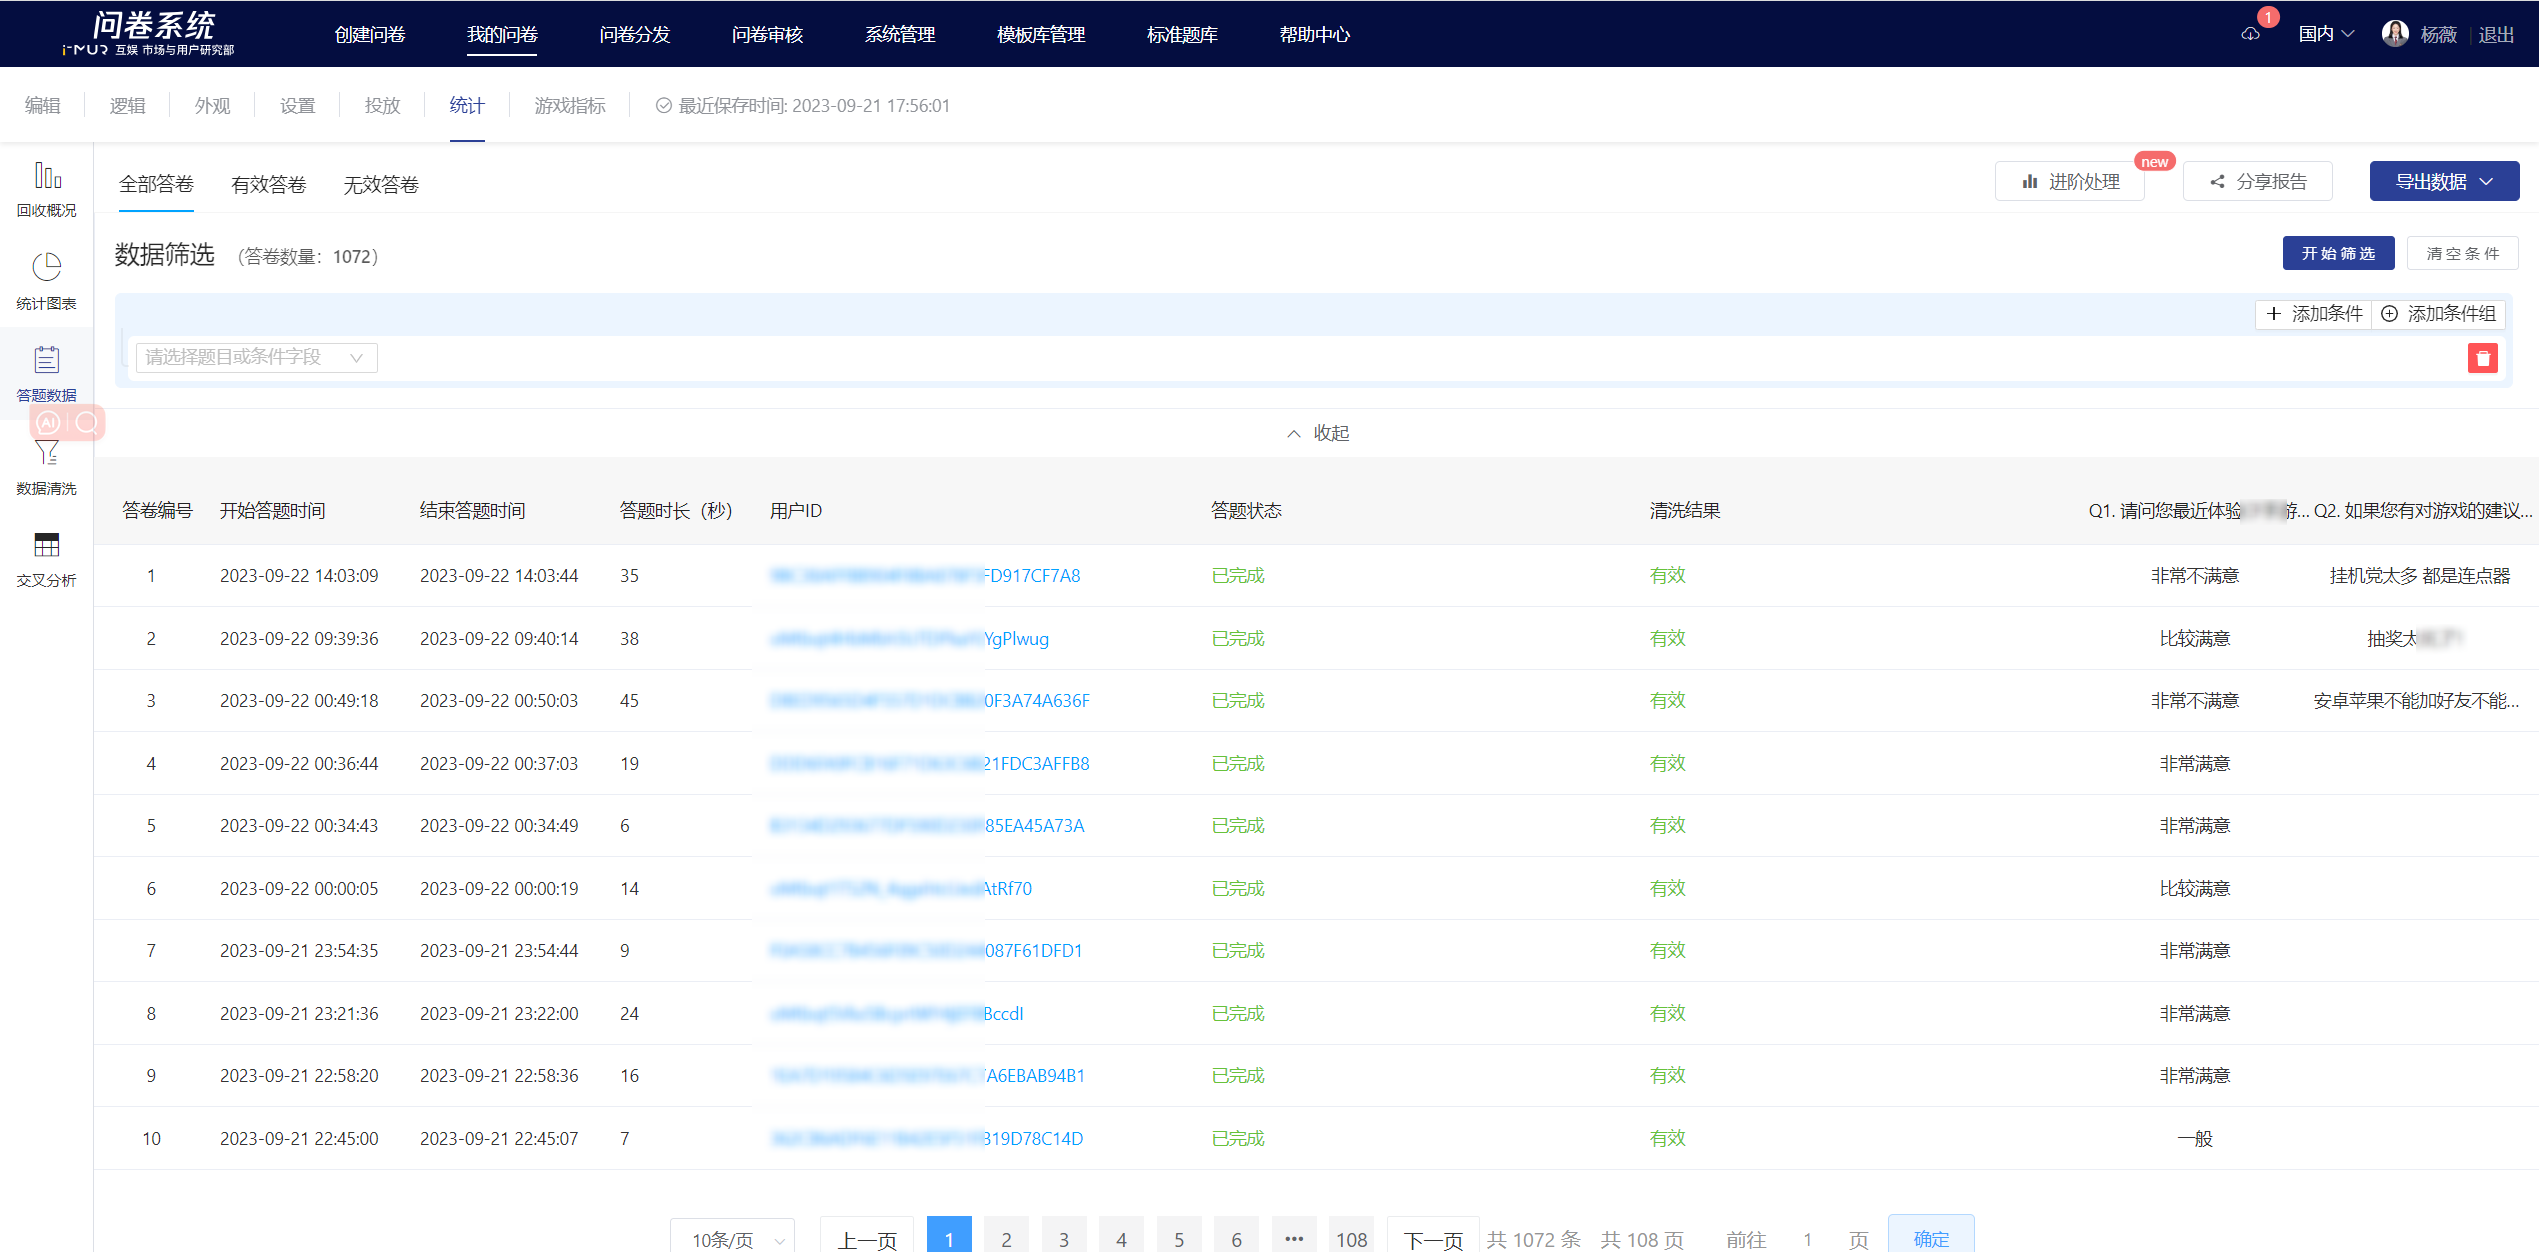 问卷系统
i-MUR 互娱 市场与用户研究部
创建问卷 我的问卷 问卷分发 问卷审核 系统管理 模板库管理 标准题库 帮助中心
1 国内 杨薇 退出
编辑 逻辑 外观 设置 投放 统计 游戏指标 最近保存时间: 2023-09-21 17:56:01
回收概况
统计图表
答题数据
AI
数据清洗
交叉分析
全部答卷 有效答卷 无效答卷
进阶处理 new 分享报告 导出数据
数据筛选 (答卷数量：1072)
开始筛选 清空条件
添加条件 添加条件组
请选择题目或条件字段
收起
答卷编号 开始答题时间 结束答题时间 答题时长（秒） 用户ID 答题状态 清洗结果 Q1. 请问您最近体验 游... Q2. 如果您有对游戏的建议...
1 2023-09-22 14:03:09 2023-09-22 14:03:44 35 FD917CF7A8 已完成 有效 非常不满意 挂机党太多 都是连点器
2 2023-09-22 09:39:36 2023-09-22 09:40:14 38 YgPlwug 已完成 有效 比较满意 抽奖太
3 2023-09-22 00:49:18 2023-09-22 00:50:03 45 0F3A74A636F 已完成 有效 非常不满意 安卓苹果不能加好友不能...
4 2023-09-22 00:36:44 2023-09-22 00:37:03 19 21FDC3AFFB8 已完成 有效 非常满意
5 2023-09-22 00:34:43 2023-09-22 00:34:49 6 85EA45A73A 已完成 有效 非常满意
6 2023-09-22 00:00:05 2023-09-22 00:00:19 14 AtRf70 已完成 有效 比较满意
7 2023-09-21 23:54:35 2023-09-21 23:54:44 9 087F61DFD1 已完成 有效 非常满意
8 2023-09-21 23:21:36 2023-09-21 23:22:00 24 Bccdl 已完成 有效 非常满意
9 2023-09-21 22:58:20 2023-09-21 22:58:36 16 A6EBAB94B1 已完成 有效 非常满意
10 2023-09-21 22:45:00 2023-09-21 22:45:07 7 319D78C14D 已完成 有效 一般
10条/页 上一页 1 2 3 4 5 6 ••• 108 下一页 共 1072 条 共 108 页 前往 1 页 确定